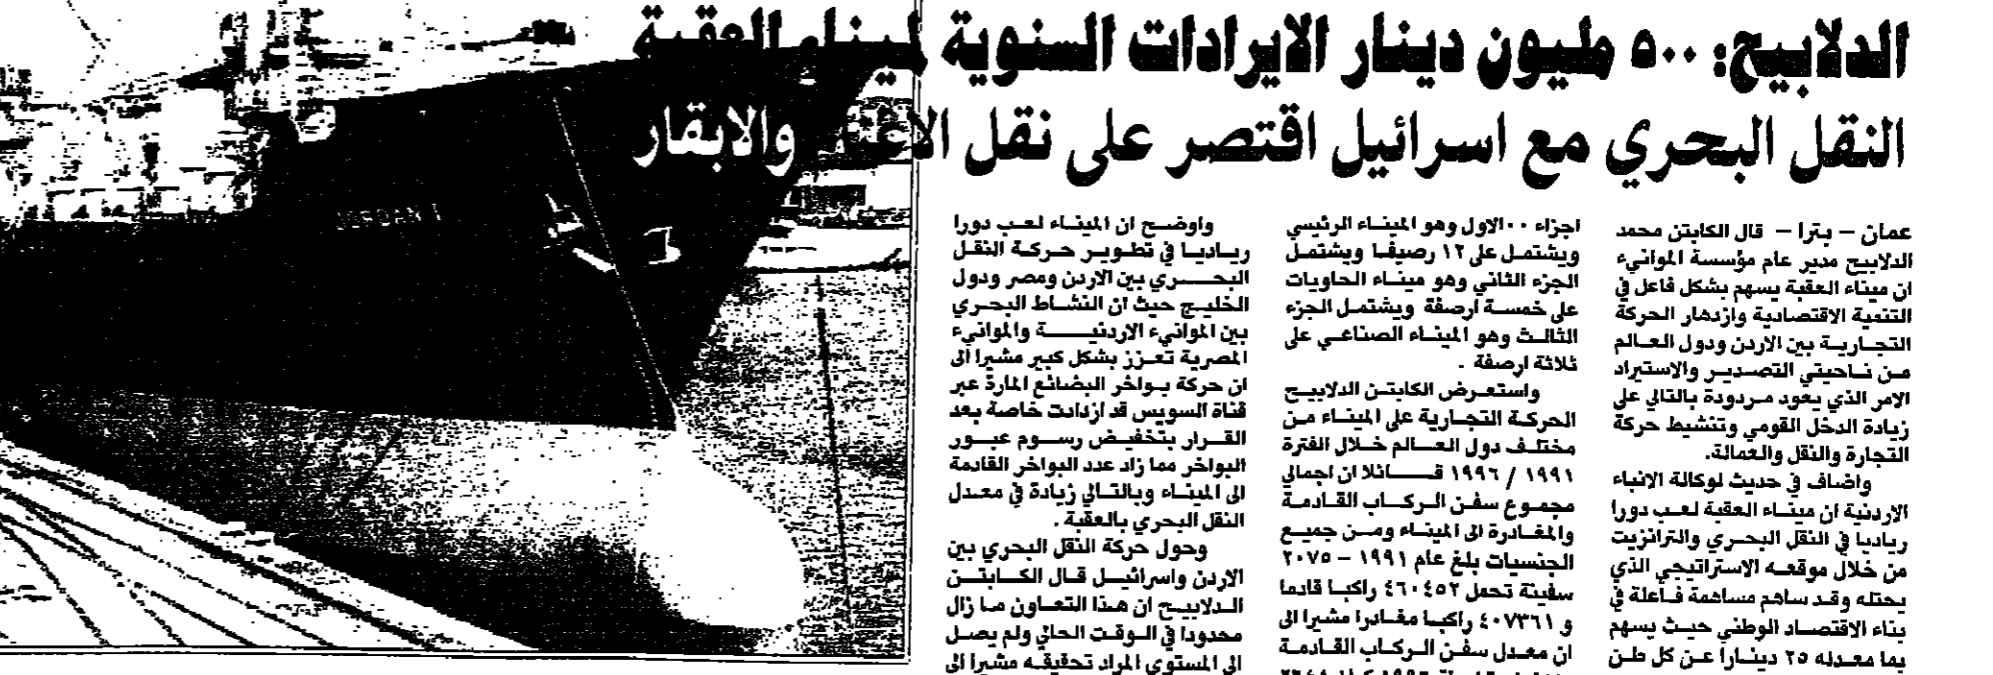 الدلابيح: ٥٠٠ مليون دينار الايرادات السنوية لميناء العقبة
النقل البحري مع اسرائيل اقتصر على نقل الاغنام والابقار
عمان - بترا - قال الكابتن محمد
الدلابيح مدير عام مؤسسة الموانيء
ان ميناء العقبة يسهم بشكل فاعل في
التنمية الاقتصادية وازدهار الحركة
التجارية بين الاردن ودول العالم
من ناحيتي التصدير والاستيراد
الامر الذي يعود مردودة بالتالي على
زيادة الدخل القومي وتنشيط حركة
التجارة والنقل والعمالة.
واضاف في حديث لوكالة الانباء
الاردنية ان ميناء العقبة لعب دورا
رياديا في النقل البحري والترانزيت
من خلال موقعه الاستراتيجي الذي
يحتله وقد ساهم مساهمة فاعلة في
بناء الاقتصاد الوطني حيث يسهم
بما معدله ٢٥ دينارا عن كل طن
اجزاء ٠٠ الاول وهو الميناء الرئيسي
ويشتمل على ١٢ رصيفا ويشتمل
الجزء الثاني وهو ميناء الحاويات
على خمسة ارصفة ويشتمل الجزء
الثالث وهو الميناء الصناعي على
ثلاثة ارصفة .
واستعرض الكابتن الدلابيح
الحركة التجارية على الميناء من
مختلف دول العالم خلال الفترة
١٩٩١ / ١٩٩٦ قائلا ان اجمالي
مجموع سفن الركاب القادمة
والمغادرة الى الميناء ومن جميع
الجنسيات بلغ عام ١٩٩١ - ٢٠٧٥
سفينة تحمل ٤٦٠٤٥٢ راكبا قادما
و ٤٠٧٣٦١ راكبا مغادرا مشيرا الى
ان معدل سفن الركاب القادمة
واوضح ان الميناء لعب دورا
رياديا في تطوير حركة النقل
البحري بين الاردن ومصر ودول
الخليج حيث ان النشاط البحري
بين الموانيء الاردنية والموانيء
المصرية تعزز بشكل كبير مشيرا الى
ان حركة بواخر البضائع المارة عبر
قناة السويس قد ازدادت خاصة بعد
القرار بتخفيض رسوم عبور
البواخر مما زاد عدد البواخر القادمة
الى الميناء وبالتالي زيادة في معدل
النقل البحري بالعقبة .
وحول حركة النقل البحري بين
الاردن واسرائيل قال الكابتن
الدلابيح ان هذا التعاون ما زال
محدودا في الوقت الحالي ولم يصل
الى المستوى المراد تحقيقه مشيرا الى